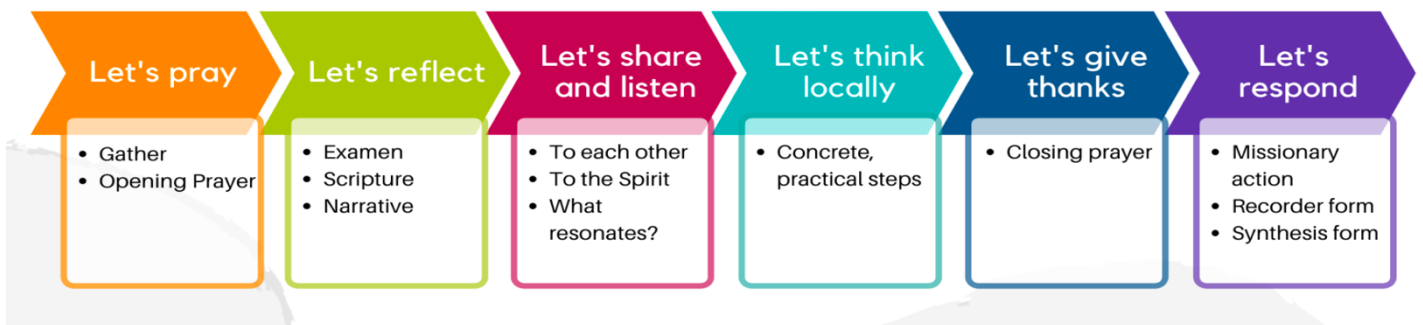 Let's pray
• Gather
• Opening Prayer
Let's reflect
• Examen
• Scripture
• Narrative
Let's share
and listen
• To each other
• To the Spirit
• What
resonates?
Let's think
locally
• Concrete,
practical steps
Let's give
thanks
• Closing prayer
Let's
respond
• Missionary
action
• Recorder form
• Synthesis form